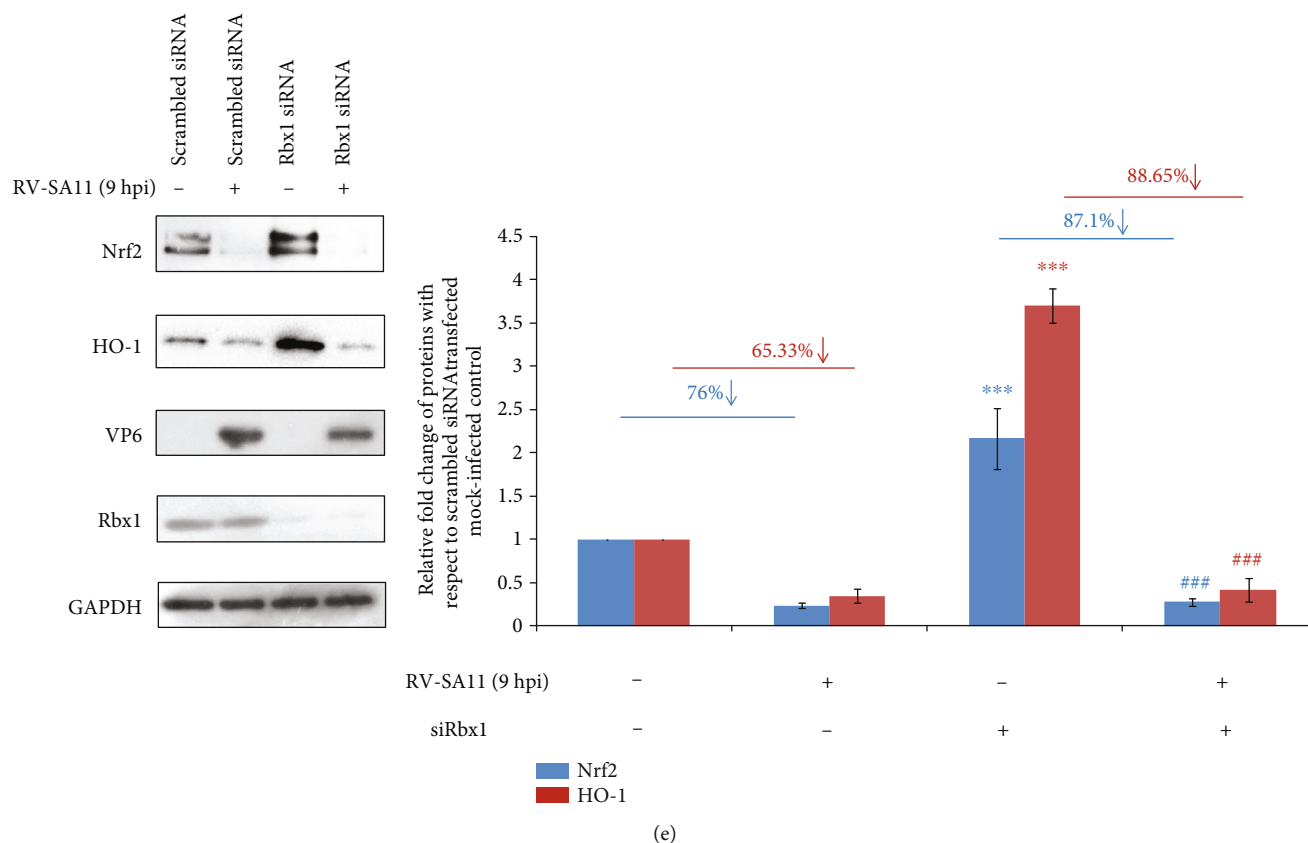 Scrambled siRNA
Scrambled siRNA
Rbx1 siRNA
Rbx1 siRNA
RV-SA11 (9 hpi) – + – +
Nrf2
HO-1
VP6
Rbx1
GAPDH
Relative fold change of proteins with
respect to scrambled siRNAtransfected
mock-infected control
4.5
4
3.5
3
2.5
2
1.5
1
0.5
0
76%↓
65.33%↓
87.1%↓
88.65%↓
***
***
###
###
RV-SA11 (9 hpi) – + – +
siRbx1 – – + +
Nrf2
HO-1
(e)